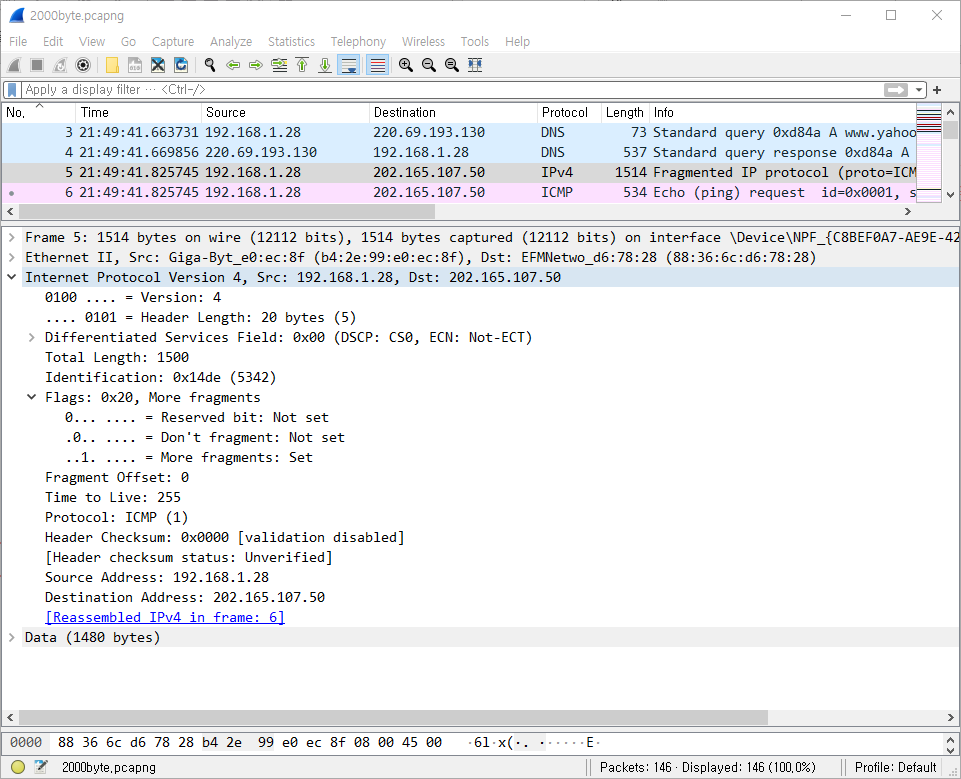 2000byte.pcapng
File Edit View Go Capture Analyze Statistics Telephony Wireless Tools Help
Apply a display filter ··· <Ctrl-/>
No. Time Source Destination Protocol Length Info
3 21:49:41.663731 192.168.1.28 220.69.193.130 DNS 73 Standard query 0xd84a A www.yahoo
4 21:49:41.669856 220.69.193.130 192.168.1.28 DNS 537 Standard query response 0xd84a A
5 21:49:41.825745 192.168.1.28 202.165.107.50 IPv4 1514 Fragmented IP protocol (proto=ICM
6 21:49:41.825745 192.168.1.28 202.165.107.50 ICMP 534 Echo (ping) request id=0x0001, s
Frame 5: 1514 bytes on wire (12112 bits), 1514 bytes captured (12112 bits) on interface \Device\NPF_{C8BEF0A7-AE9E-42
Ethernet II, Src: Giga-Byt_e0:ec:8f (b4:2e:99:e0:ec:8f), Dst: EFMNetwo_d6:78:28 (88:36:6c:d6:78:28)
Internet Protocol Version 4, Src: 192.168.1.28, Dst: 202.165.107.50
0100 .... = Version: 4
.... 0101 = Header Length: 20 bytes (5)
Differentiated Services Field: 0x00 (DSCP: CS0, ECN: Not-ECT)
Total Length: 1500
Identification: 0x14de (5342)
Flags: 0x20, More fragments
0... .... = Reserved bit: Not set
.0.. .... = Don't fragment: Not set
..1. .... = More fragments: Set
Fragment Offset: 0
Time to Live: 255
Protocol: ICMP (1)
Header Checksum: 0x0000 [validation disabled]
[Header checksum status: Unverified]
Source Address: 192.168.1.28
Destination Address: 202.165.107.50
[Reassembled IPv4 in frame: 6]
Data (1480 bytes)
0000 88 36 6c d6 78 28 b4 2e 99 e0 ec 8f 08 00 45 00 ·6l·x(·. ······E·
2000byte.pcapng Packets: 146 · Displayed: 146 (100,0%) Profile: Default